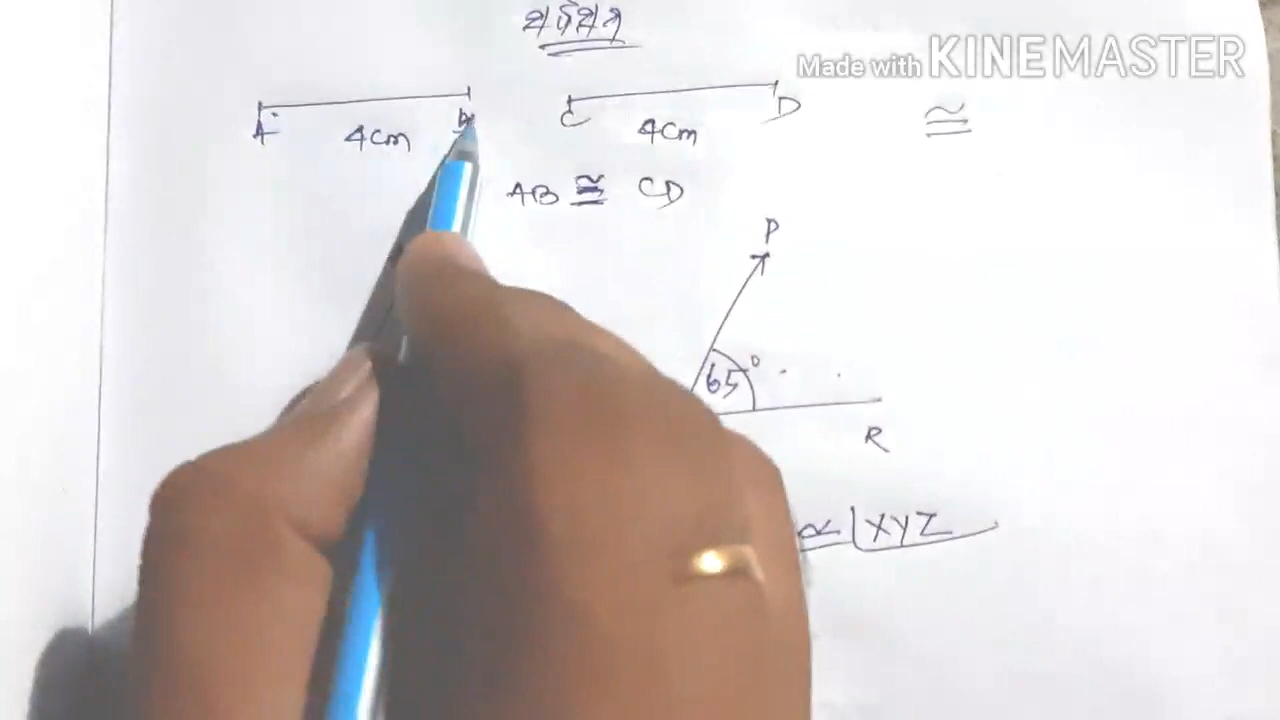 Made with KINEMASTER
A B C D
4cm 4cm
≅
AB ≅ CD
P
65°
R
≅ ∠XYZ